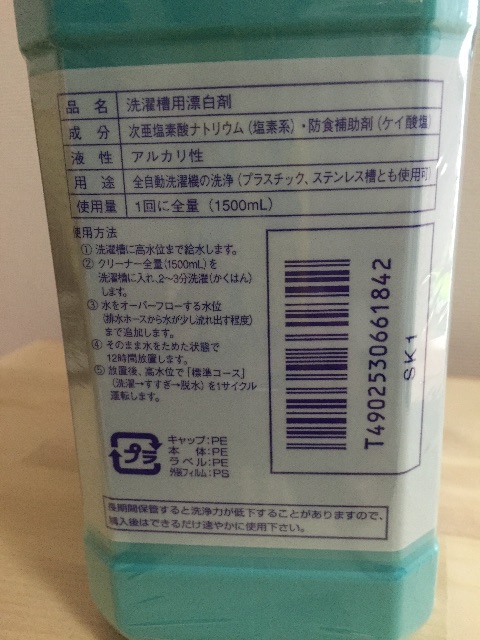 品名 洗濯槽用漂白剤
成分 次亜塩素酸ナトリウム(塩素系)・防食補助剤(ケイ酸塩)
液性 アルカリ性
用途 全自動洗濯機の洗浄(プラスチック、ステンレス槽とも使用可
使用量 1回に全量(1500mL)
使用方法
① 洗濯槽に高水位まで給水します。
② クリーナー全量(1500mL)を
洗濯槽に入れ、2〜3分洗濯(かくはん)
します。
③ 水をオーバーフローする水位
(排水ホースから水が少し流れ出す程度)
まで追加します。
④ そのまま水をためた状態で
12時間放置します。
⑤ 放置後、高水位で「標準コース」
(洗濯→すすぎ→脱水)を1サイクル
運転します。
T4902530661842
SK1
プラ
キャップ:PE
本体:PE
ラベル:PE
外装フィルム:PS
長期間保管すると洗浄力が低下することがありますので、
購入後はできるだけ速やかに使用下さい。